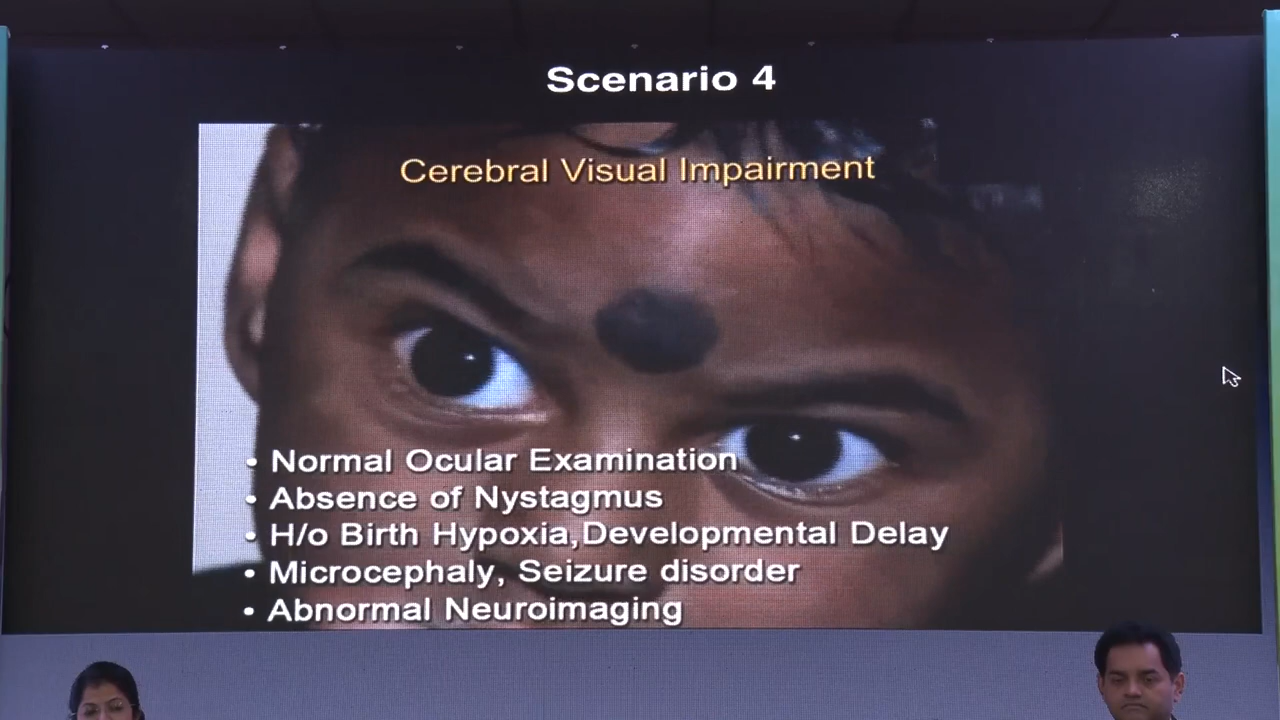 Scenario 4
Cerebral Visual Impairment
• Normal Ocular Examination
• Absence of Nystagmus
• H/o Birth Hypoxia,Developmental Delay
• Microcephaly, Seizure disorder
• Abnormal Neuroimaging